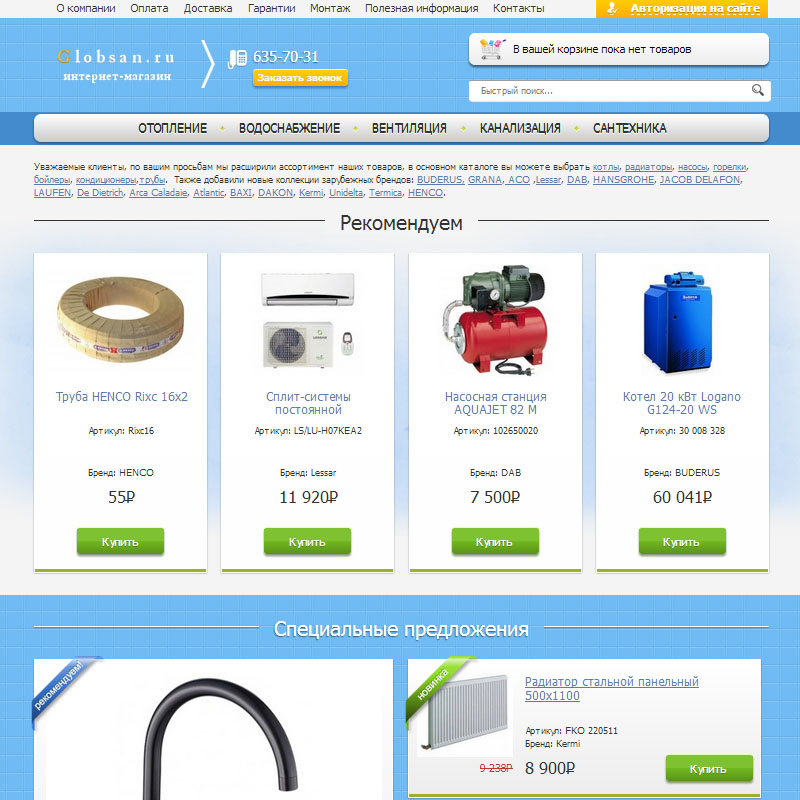 О компании Оплата Доставка Гарантии Монтаж Полезная информация Контакты Авторизация на сайте
Globsan.ru
интернет-магазин
635-70-31
Заказать звонок
В вашей корзине пока нет товаров
Быстрый поиск...
ОТОПЛЕНИЕ ВОДОСНАБЖЕНИЕ ВЕНТИЛЯЦИЯ КАНАЛИЗАЦИЯ САНТЕХНИКА
Уважаемые клиенты, по вашим просьбам мы расширили ассортимент наших товаров, в основном каталоге вы можете выбрать котлы, радиаторы, насосы, горелки,
бойлеры, кондиционеры,трубы. Также добавили новые коллекции зарубежных брендов: BUDERUS, GRANA, ACO ,Lessar, DAB, HANSGROHE, JACOB DELAFON,
LAUFEN, De Dietrich, Arca Caladaie, Atlantic, BAXI, DAKON, Kermi, Unidelta, Termica, HENCO.
Рекомендуем
Труба HENCO Rixc 16x2
Артикул: Rixc16
Бренд: HENCO
55₽
Купить
Сплит-системы
постоянной
Артикул: LS/LU-H07KEA2
Бренд: Lessar
11 920₽
Купить
Насосная станция
AQUAJET 82 M
Артикул: 102650020
Бренд: DAB
7 500₽
Купить
Котел 20 кВт Logano
G124-20 WS
Артикул: 30 008 328
Бренд: BUDERUS
60 041₽
Купить
Специальные предложения
рекомендуем!
новинка
Радиатор стальной панельный
500x1100
Артикул: FKO 220511
Бренд: Kermi
9 238₽ 8 900₽
Купить